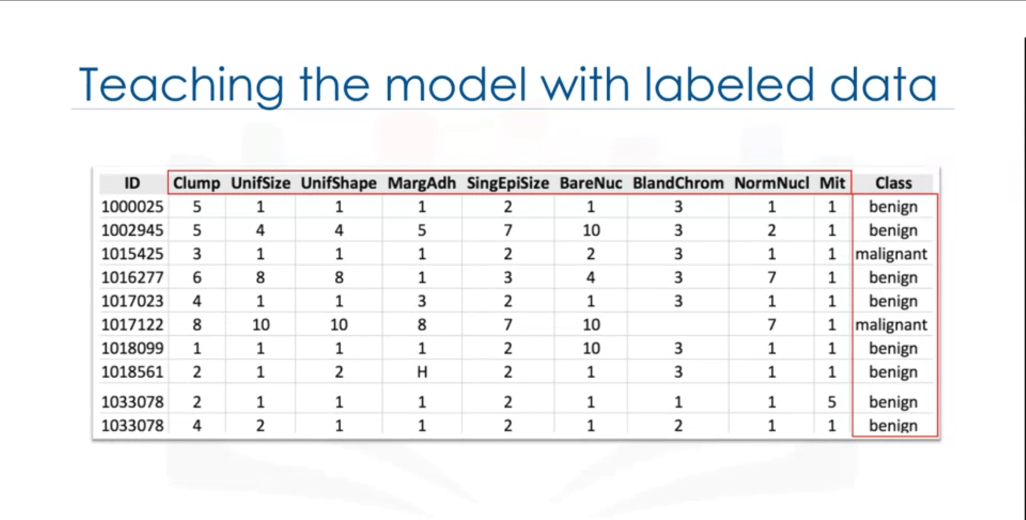 Teaching the model with labeled data
ID Clump UnifSize UnifShape MargAdh SingEpiSize BareNuc BlandChrom NormNucl Mit Class
1000025 5 1 1 1 2 1 3 1 1 benign
1002945 5 4 4 5 7 10 3 2 1 benign
1015425 3 1 1 1 2 2 3 1 1 malignant
1016277 6 8 8 1 3 4 3 7 1 benign
1017023 4 1 1 3 2 1 3 1 1 benign
1017122 8 10 10 8 7 10 7 1 malignant
1018099 1 1 1 1 2 10 3 1 1 benign
1018561 2 1 2 H 2 1 3 1 1 benign
1033078 2 1 1 1 2 1 1 1 5 benign
1033078 4 2 1 1 2 1 2 1 1 benign